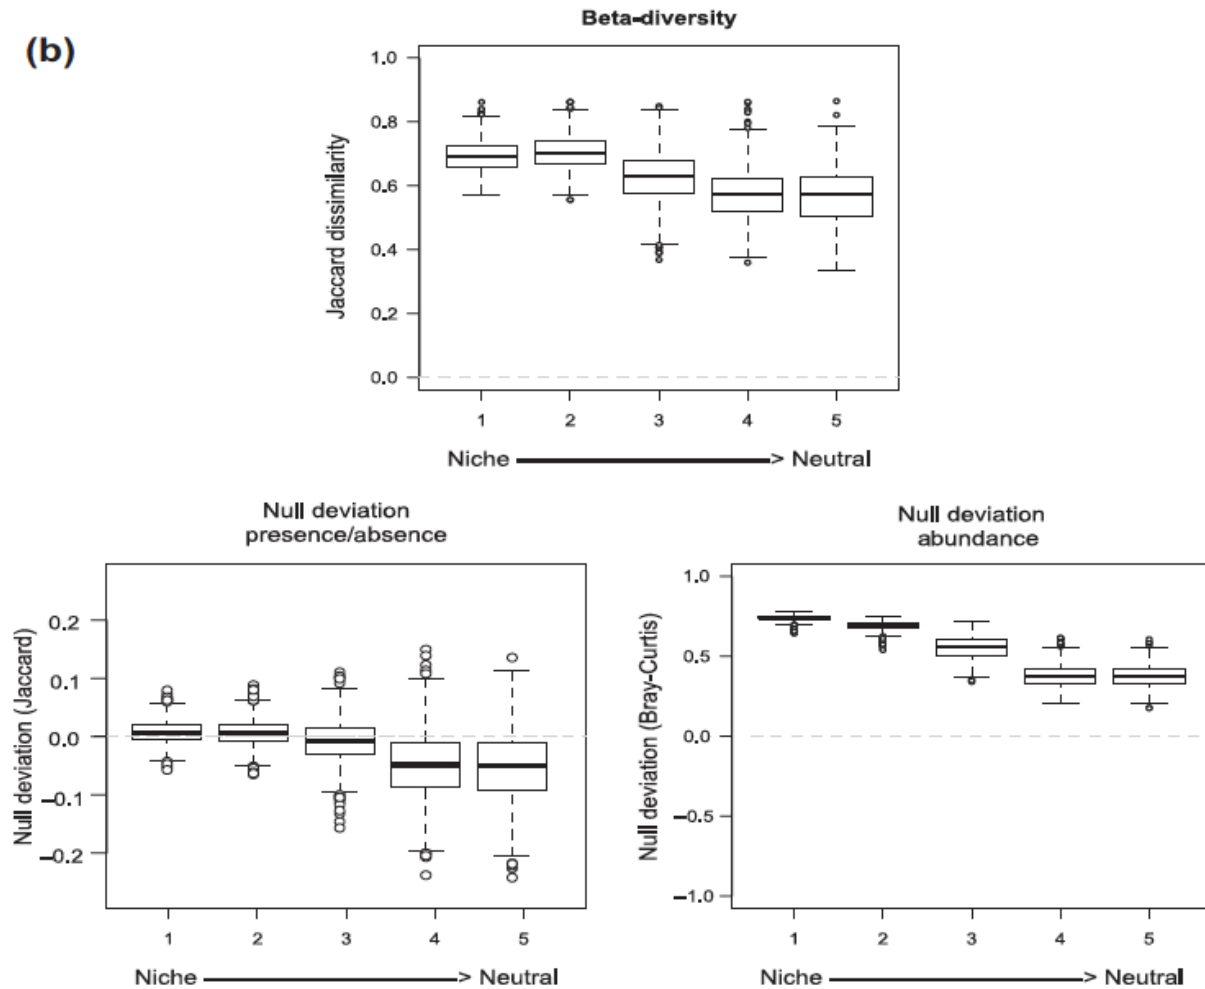 Beta-diversity
(b)
Jaccard dissimilarity
1.0
0.8
0.6
0.4
0.2
0.0
1 2 3 4 5
Niche > Neutral
Null deviation
presence/absence
Null deviation (Jaccard)
0.2
0.1
0.0
−0.1
−0.2
1 2 3 4 5
Niche > Neutral
Null deviation
abundance
Null deviation (Bray-Curtis)
1.0
0.5
0.0
−0.5
−1.0
1 2 3 4 5
Niche > Neutral